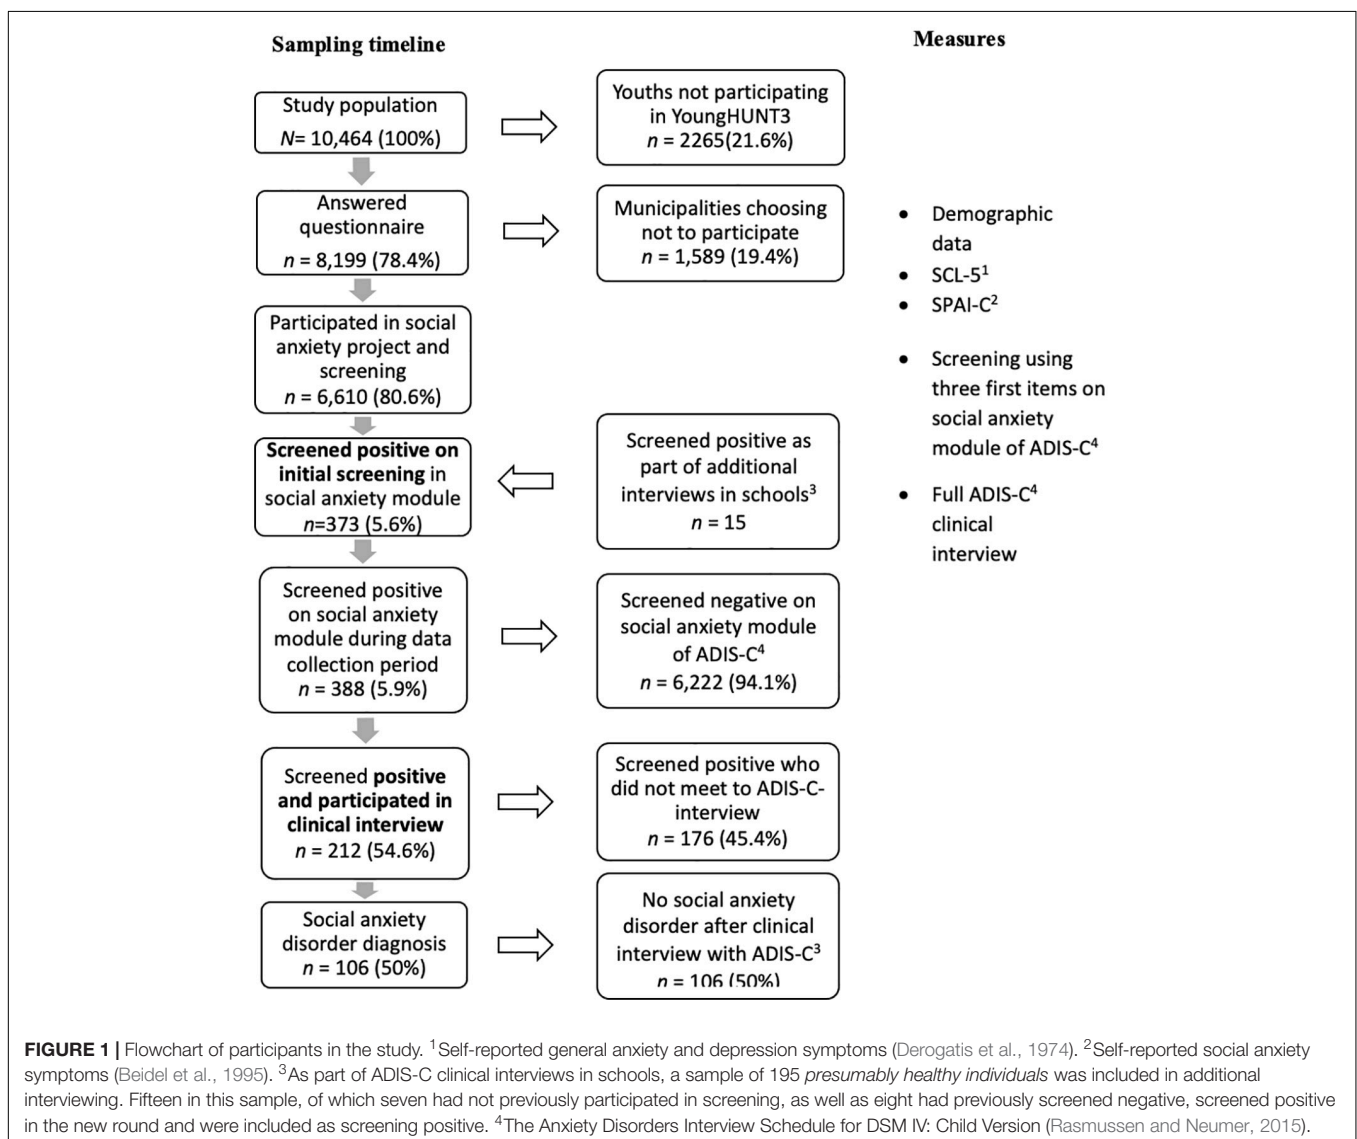 Sampling timeline
Measures
Study population
N= 10,464 (100%)
Youths not participating
in YoungHUNT3
n = 2265(21.6%)
Answered
questionnaire
n = 8,199 (78.4%)
Municipalities choosing
not to participate
n = 1,589 (19.4%)
Participated in social
anxiety project and
screening
n = 6,610 (80.6%)
Screened positive on
initial screening in
social anxiety module
n=373 (5.6%)
Screened positive as
part of additional
interviews in schools³
n = 15
Screened positive
on social anxiety
module during data
collection period
n = 388 (5.9%)
Screened negative on
social anxiety module
of ADIS-C⁴
n = 6,222 (94.1%)
Screened positive
and participated in
clinical interview
n = 212 (54.6%)
Screened positive who
did not meet to ADIS-C-
interview
n = 176 (45.4%)
Social anxiety
disorder diagnosis
n = 106 (50%)
No social anxiety
disorder after clinical
interview with ADIS-C³
n = 106 (50%)
• Demographic
data
• SCL-5¹
• SPAI-C²
• Screening using
three first items on
social anxiety
module of ADIS-C⁴
• Full ADIS-C⁴
clinical
interview
FIGURE 1 | Flowchart of participants in the study. ¹Self-reported general anxiety and depression symptoms (Derogatis et al., 1974). ²Self-reported social anxiety
symptoms (Beidel et al., 1995). ³As part of ADIS-C clinical interviews in schools, a sample of 195 presumably healthy individuals was included in additional
interviewing. Fifteen in this sample, of which seven had not previously participated in screening, as well as eight had previously screened negative, screened positive
in the new round and were included as screening positive. ⁴The Anxiety Disorders Interview Schedule for DSM IV: Child Version (Rasmussen and Neumer, 2015).